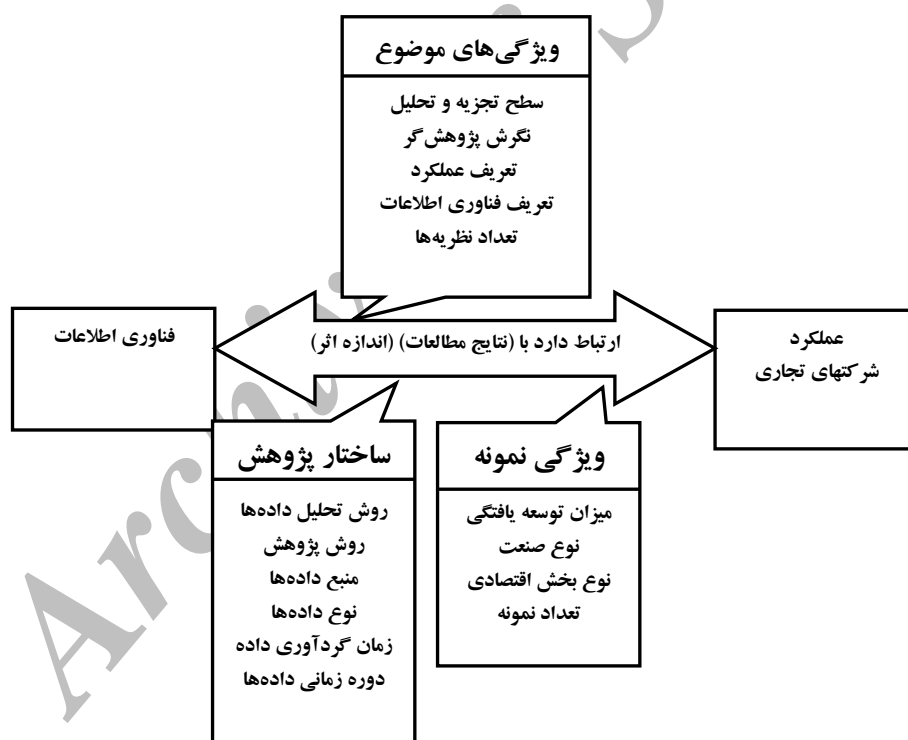 ویژگی‌های موضوع
سطح تجزیه و تحلیل
نگرش پژوهش‌گر
تعریف عملکرد
تعریف فناوری اطلاعات
تعداد نظریه‌ها
عملکرد
شرکتهای تجاری
ارتباط دارد با (نتایج مطالعات) (اندازه اثر)
فناوری اطلاعات
ویژگی نمونه
میزان توسعه یافتگی
نوع صنعت
نوع بخش اقتصادی
تعداد نمونه
ساختار پژوهش
روش تحلیل داده‌ها
روش پژوهش
منبع داده‌ها
نوع داده‌ها
زمان گردآوری داده
دوره زمانی داده‌ها